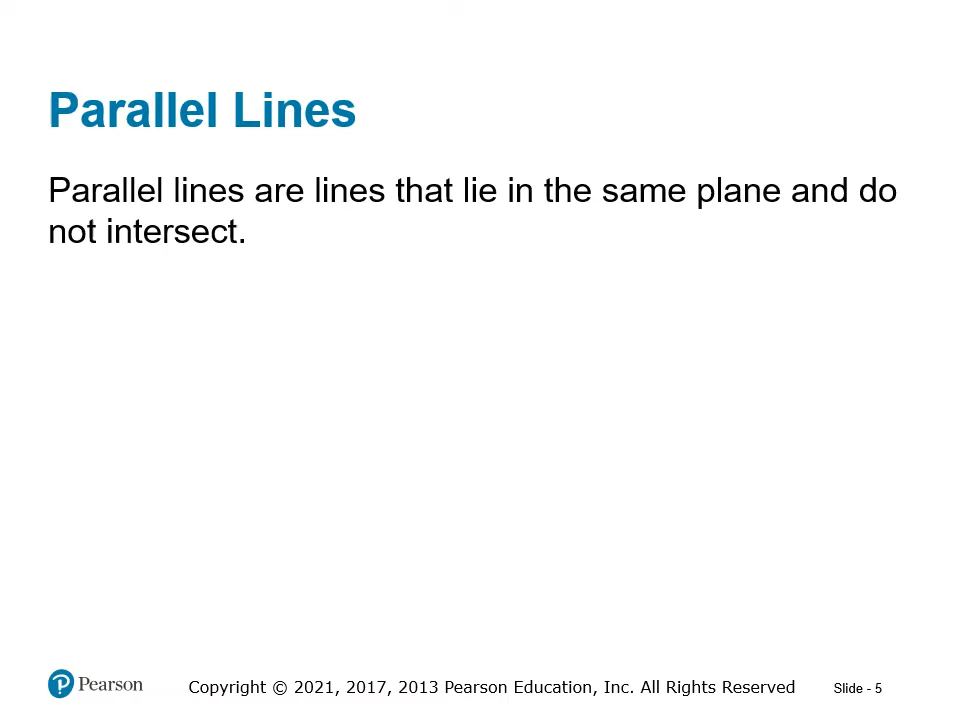 Parallel Lines
Parallel lines are lines that lie in the same plane and do
not intersect.
Pearson
Copyright © 2021, 2017, 2013 Pearson Education, Inc. All Rights Reserved
Slide - 5